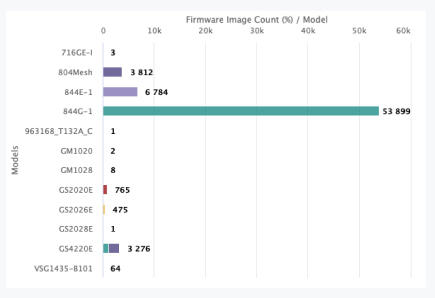 Firmware Image Count (%) / Model
0 10k 20k 30k 40k 50k 60k
716GE-I 3
804Mesh 3 812
844E-1 6 784
844G-1 53 899
963168_T132A_C 1
GM1020 2
GM1028 8
GS2020E 765
GS2026E 475
GS2028E 1
GS4220E 3 276
VSG1435-B101 64
Models